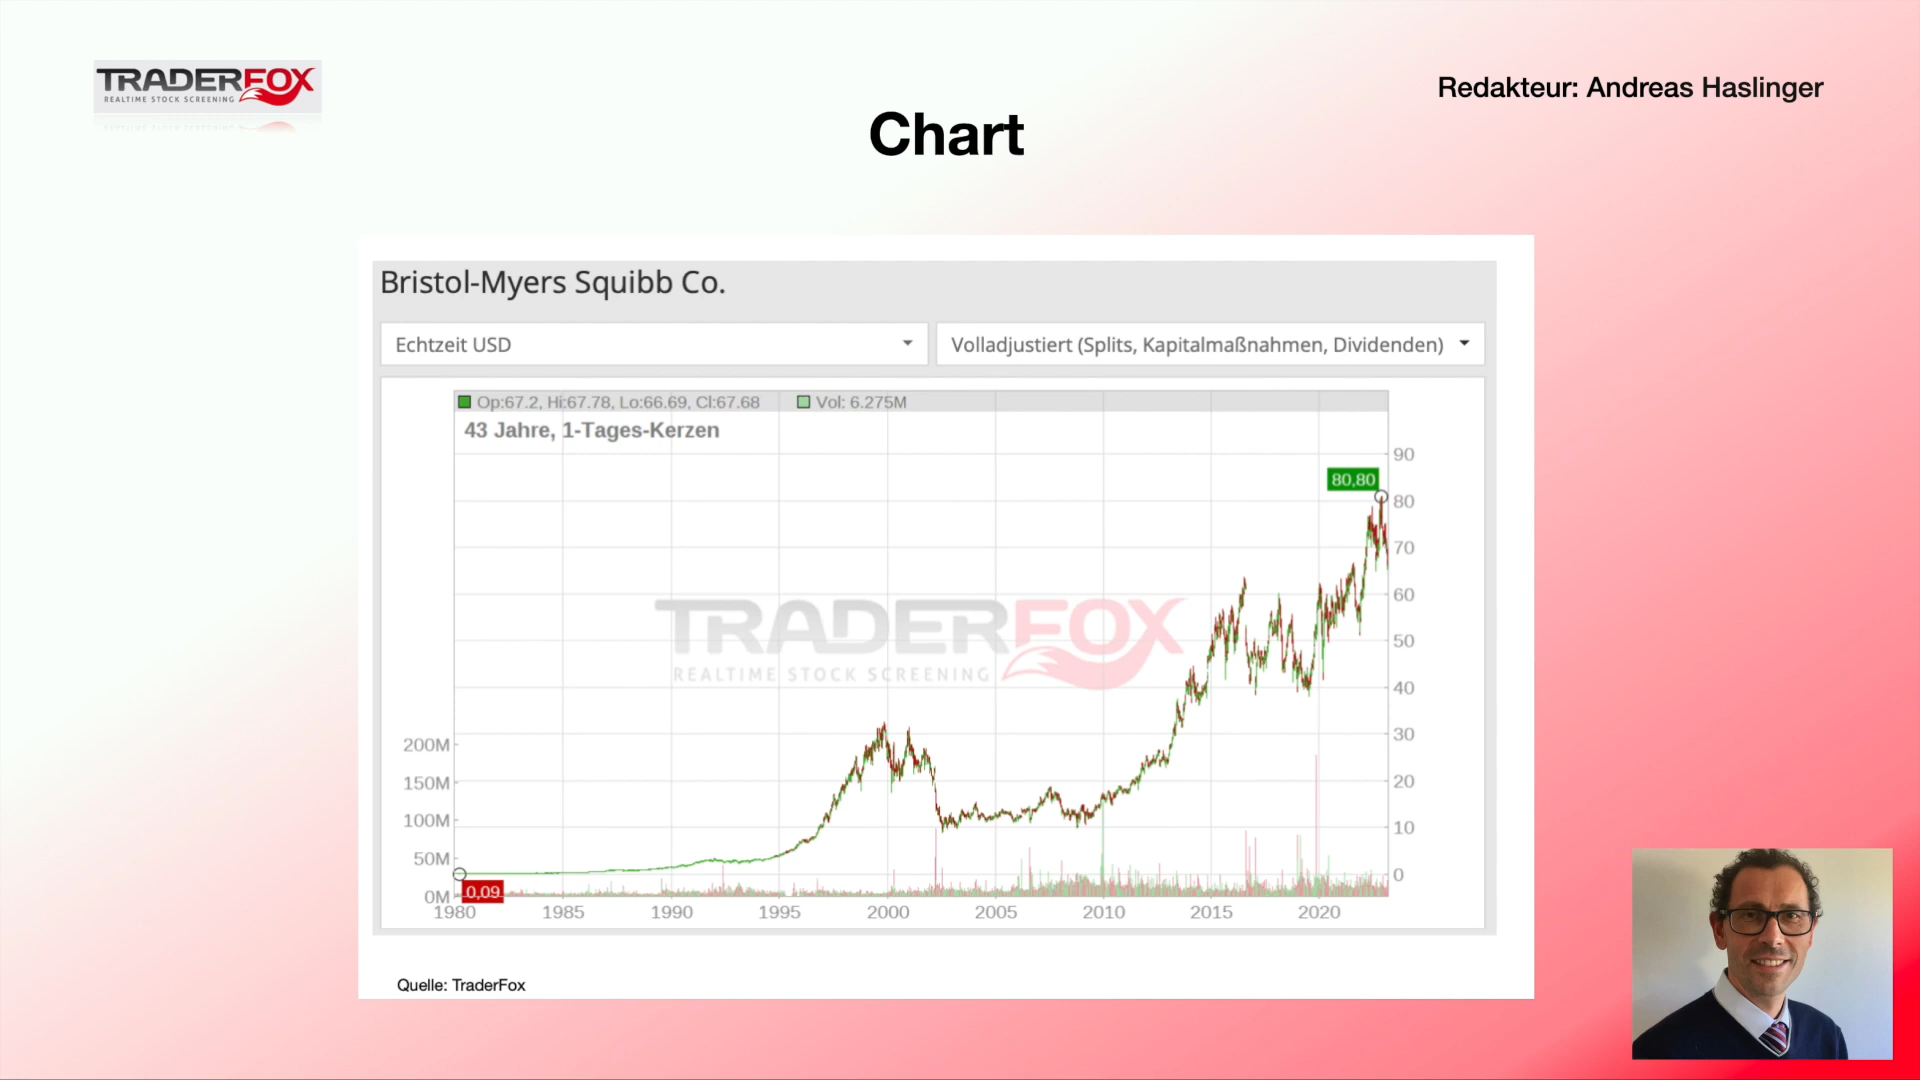 TRADERFOX
REALTIME STOCK SCREENING
Redakteur: Andreas Haslinger
Chart
Bristol-Myers Squibb Co.
Echtzeit USD
Volladjustiert (Splits, Kapitalmaßnahmen, Dividenden)
Op:67.2, Hi:67.78, Lo:66.69, Cl:67.68
Vol: 6.275M
43 Jahre, 1-Tages-Kerzen
90
80,80
80
70
60
TRADERFOX
REALTIME STOCK SCREENING
50
40
30
200M
20
150M
100M
10
50M
0
0,09
0M
1980 1985 1990 1995 2000 2005 2010 2015 2020
Quelle: TraderFox